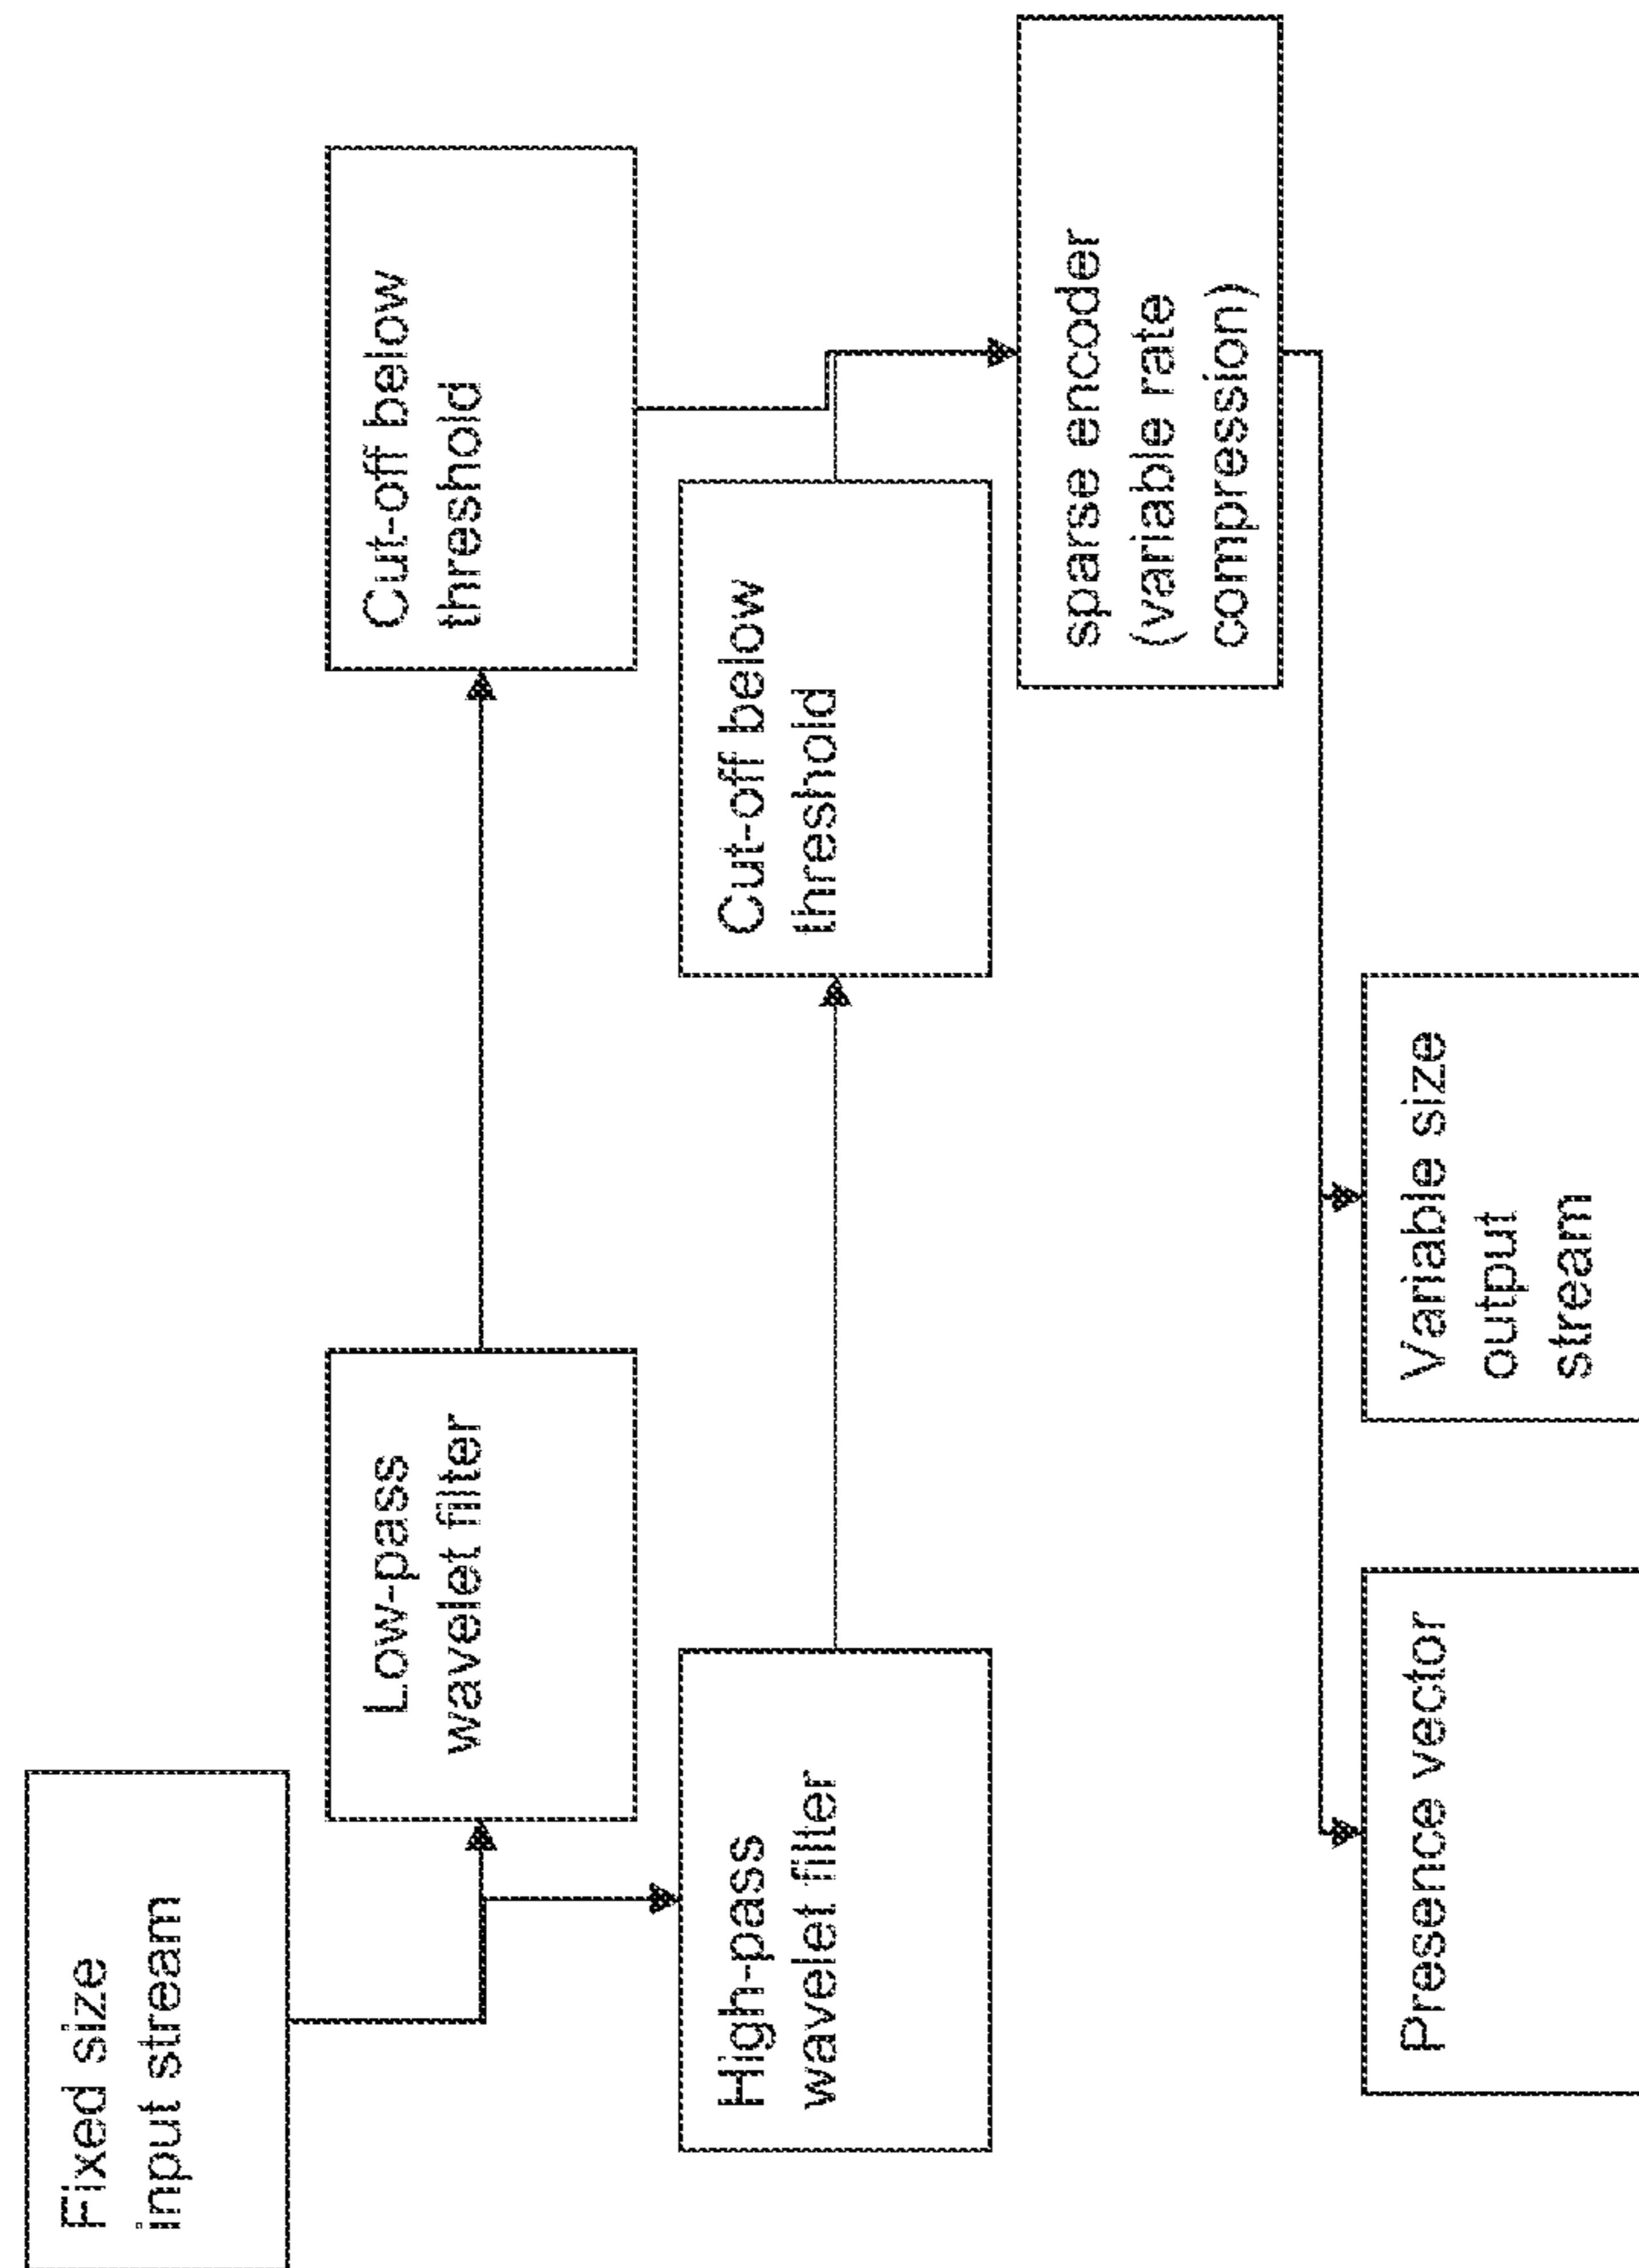 Fixed size
input stream
Low-pass
wavelet filter
Cut-off below
threshold
High-pass
wavelet filter
Cut-off below
threshold
sparse encoder
(variable rate
compression)
Presence vector
Variable size
output
stream